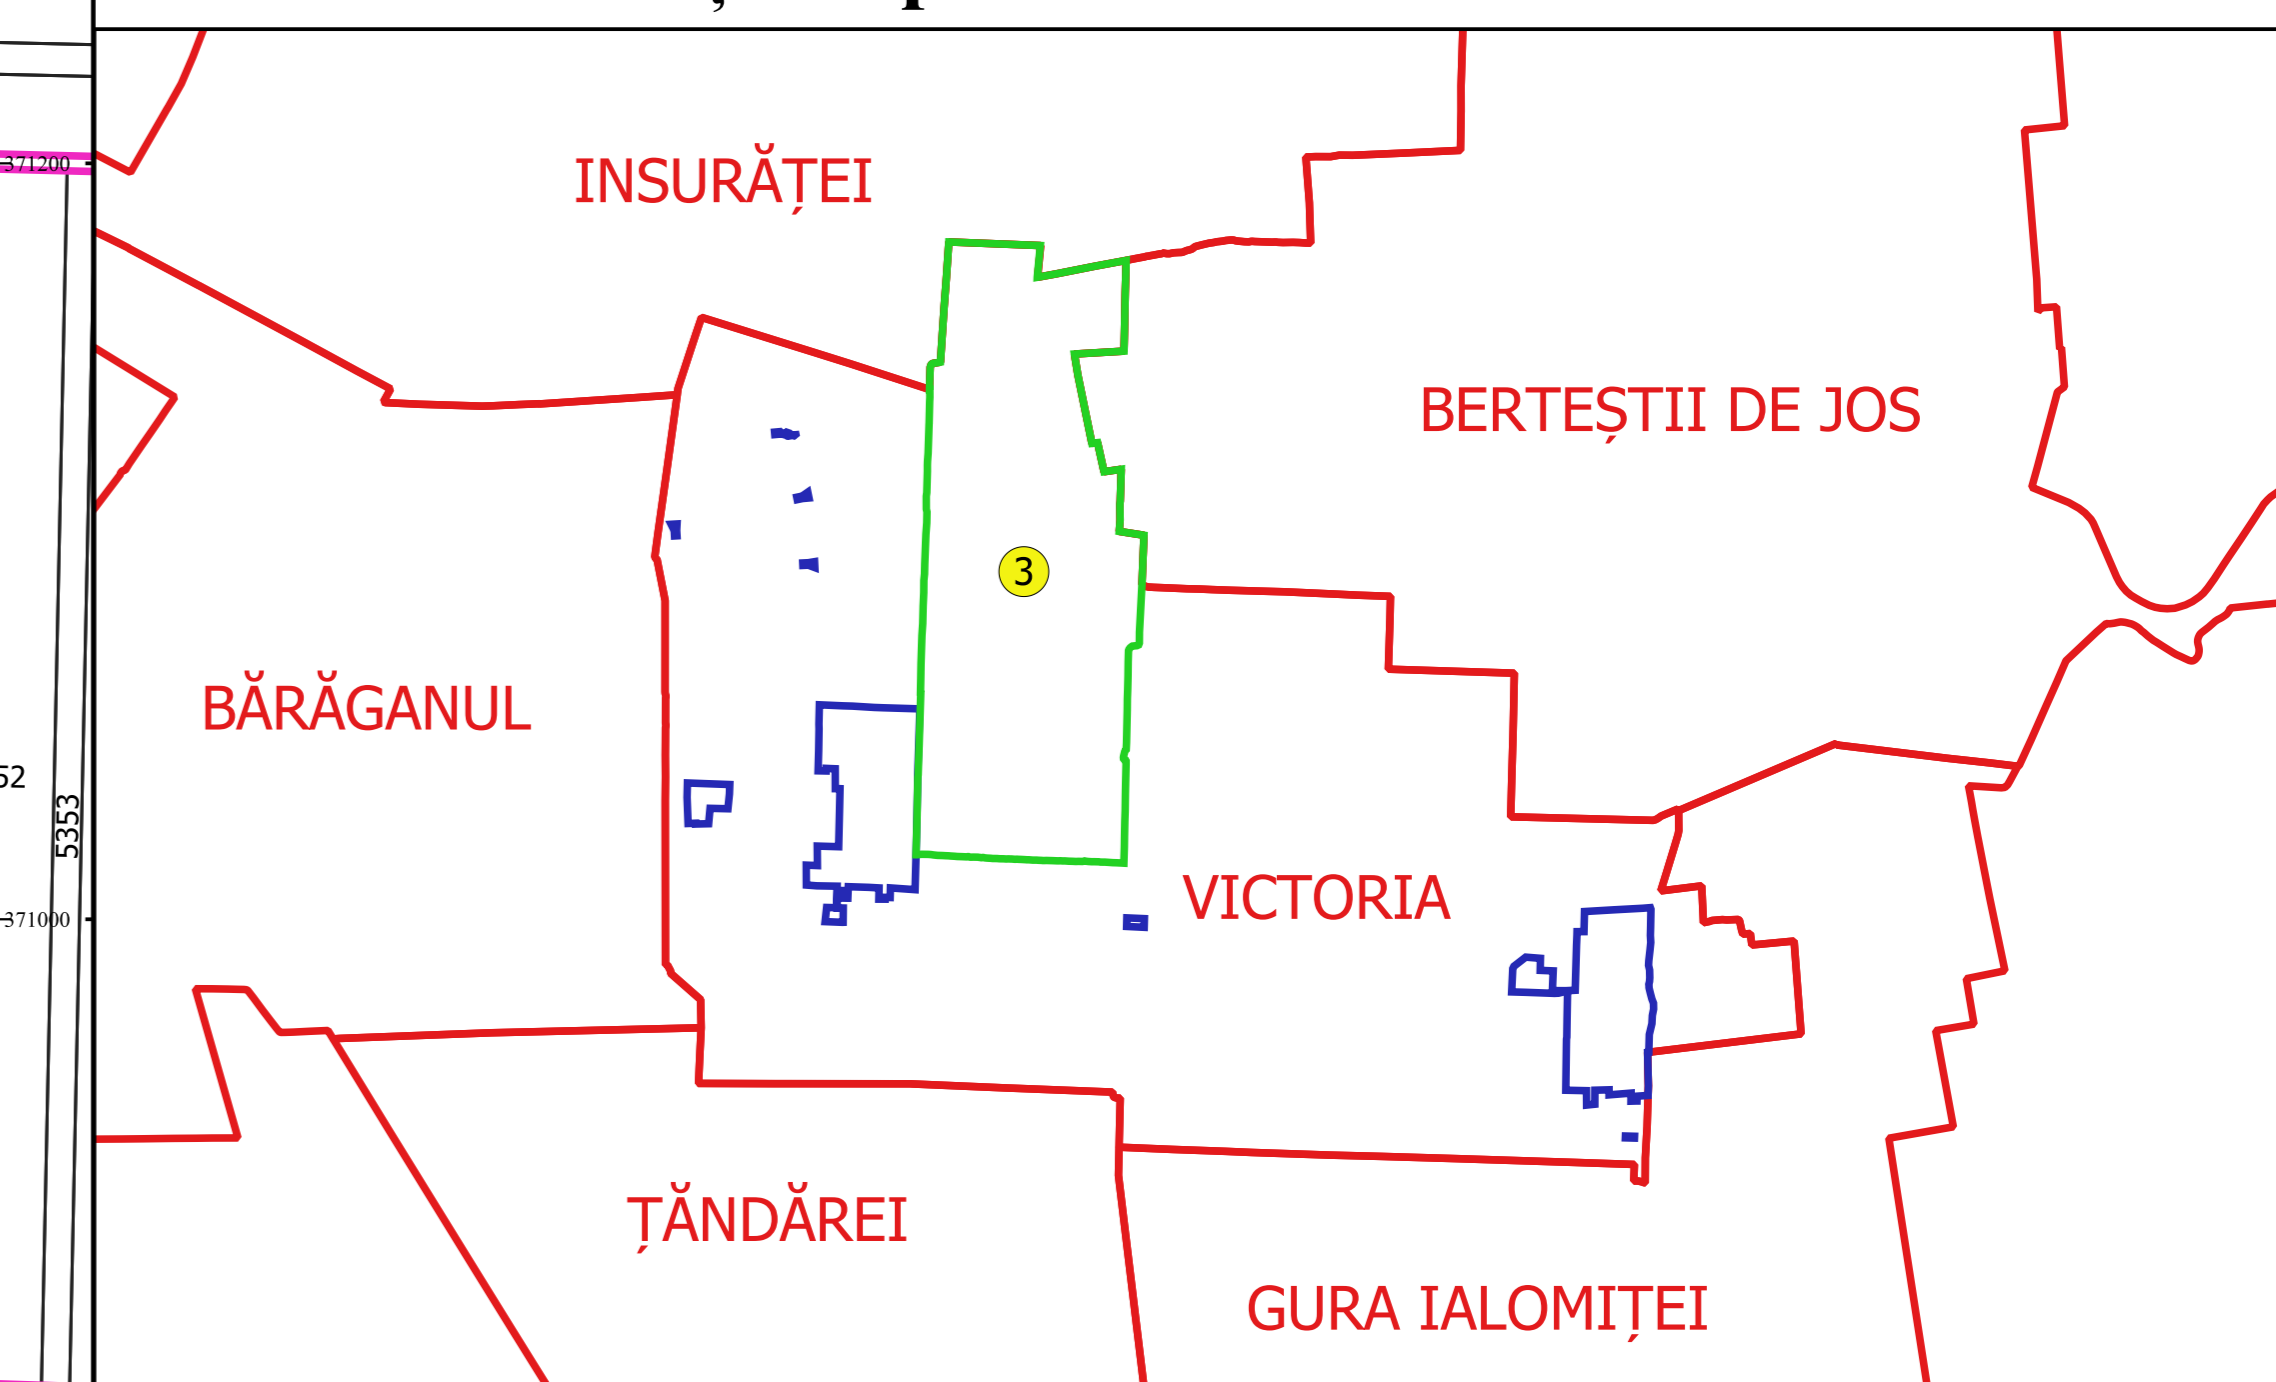 371200
INSURĂȚEI
BERTEȘTII DE JOS
3
BĂRĂGANUL
52
5353
VICTORIA
371000
ȚĂNDĂREI
GURA IALOMIȚEI